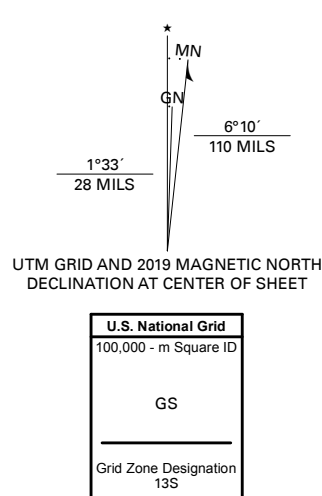 ★
MN
GN
6°10´
110 MILS
1°33´
28 MILS
UTM GRID AND 2019 MAGNETIC NORTH
DECLINATION AT CENTER OF SHEET
U.S. National Grid
100,000 - m Square ID
GS
Grid Zone Designation
13S